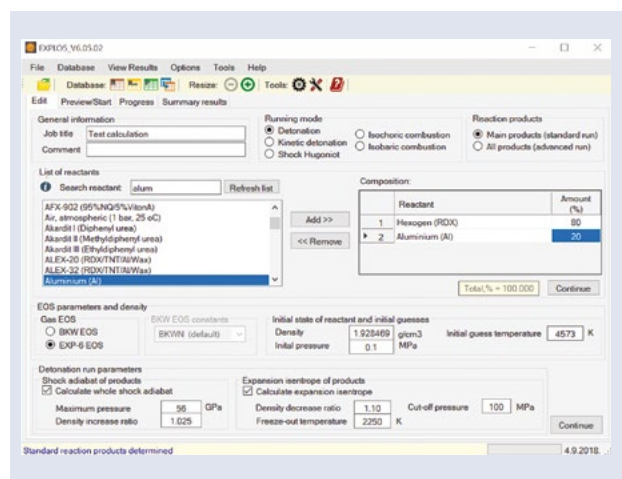 EXPLO5_V6.05.02
File Database View Results Options Tools Help
Database: Resize: Tools:
Edit Preview/Start Progress Summary results
General information
Job title Test calculation
Comment
Running mode
Detonation
Kinetic detonation
Shock Hugoniot
Isochoric combustion
Isobaric combustion
Reaction products
Main products (standard run)
All products (advanced run)
List of reactants
Search reactant: alum Refresh list
AFX-902 (95%NQ/5%VitonA)
Air, atmospheric (1 bar, 25 oC)
Akardit I (Diphenyl urea)
Akardit II (Methyldiphenyl urea)
Akardit III (Ethyldiphenyl urea)
ALEX-20 (RDX/TNT/Al/Wax)
ALEX-32 (RDX/TNT/Al/Wax)
Aluminium (Al)
Add >>
<< Remove
Composition:
Reactant Amount
(%)
1 Hexogen (RDX) 80
2 Aluminium (Al) 20
Total,% = 100.000 Continue
EOS parameters and density
Gas EOS
BKW EOS
EXP-6 EOS
BKW EOS constants
BKWN (default)
Initial state of reactant and initial guesses
Density 1.928469 g/cm3 Initial guess temperature 4573 K
Initial pressure 0.1 MPa
Detonation run parameters
Shock adiabat of products
Calculate whole shock adiabat
Maximum pressure 56 GPa
Density increase ratio 1.025
Expansion isentrope of products
Calculate expansion isentrope
Density decrease ratio 1.10 Cut-off pressure 100 MPa
Freeze-out temperature 2250 K
Continue
Standard reaction products determined 4.9.2018.